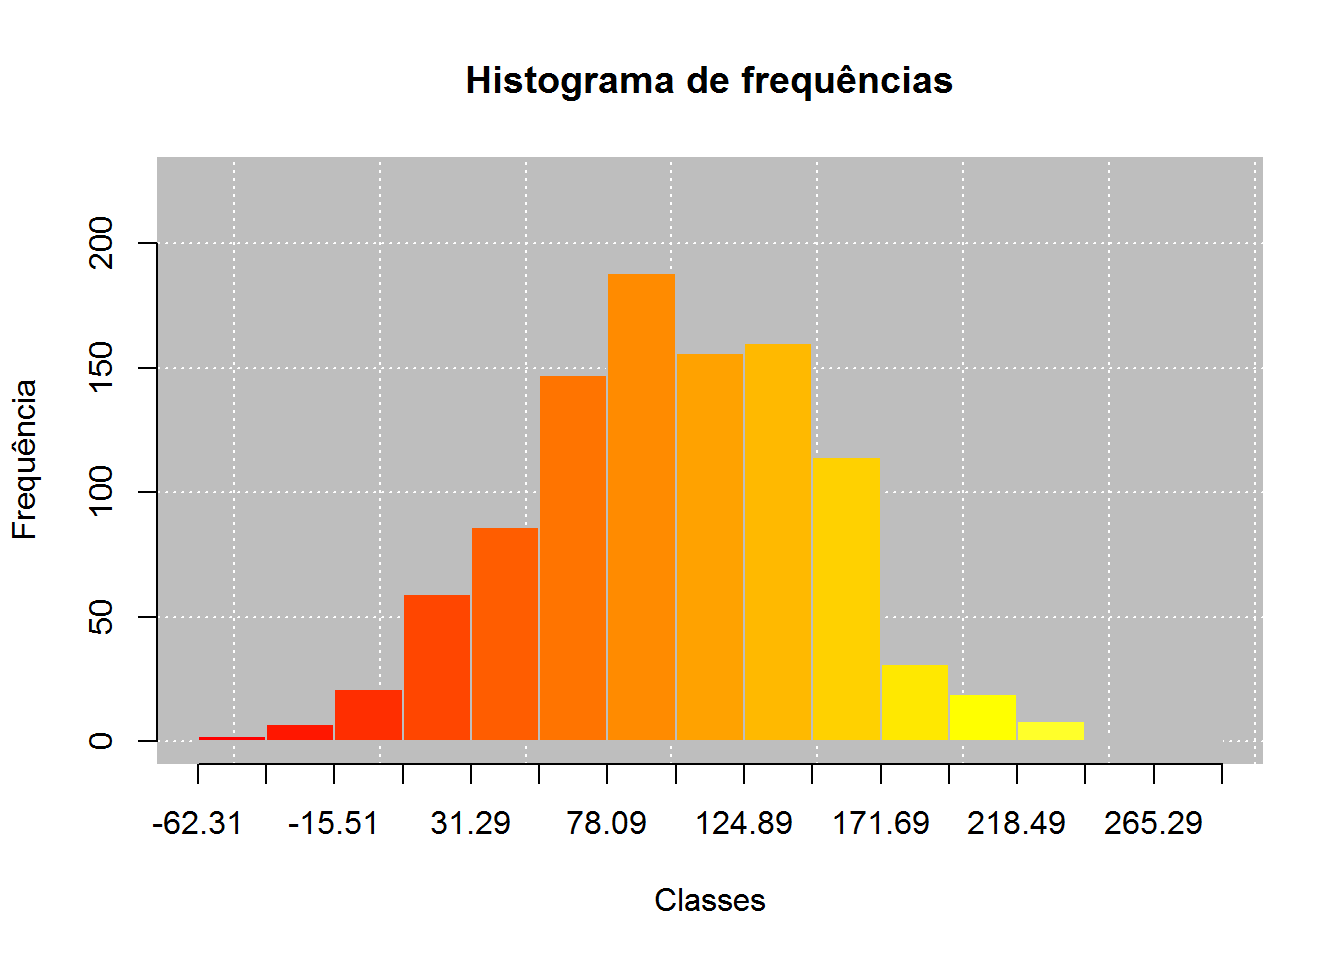 Histograma de frequências
Frequência
200
150
100
50
0
-62.31 -15.51 31.29 78.09 124.89 171.69 218.49 265.29
Classes